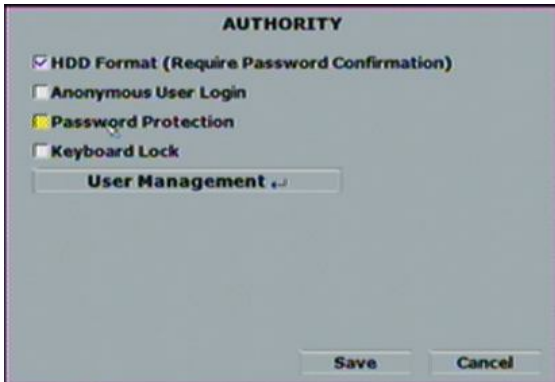 AUTHORITY
HDD Format (Require Password Confirmation)
Anonymous User Login
Password Protection
Keyboard Lock
User Management
Save
Cancel